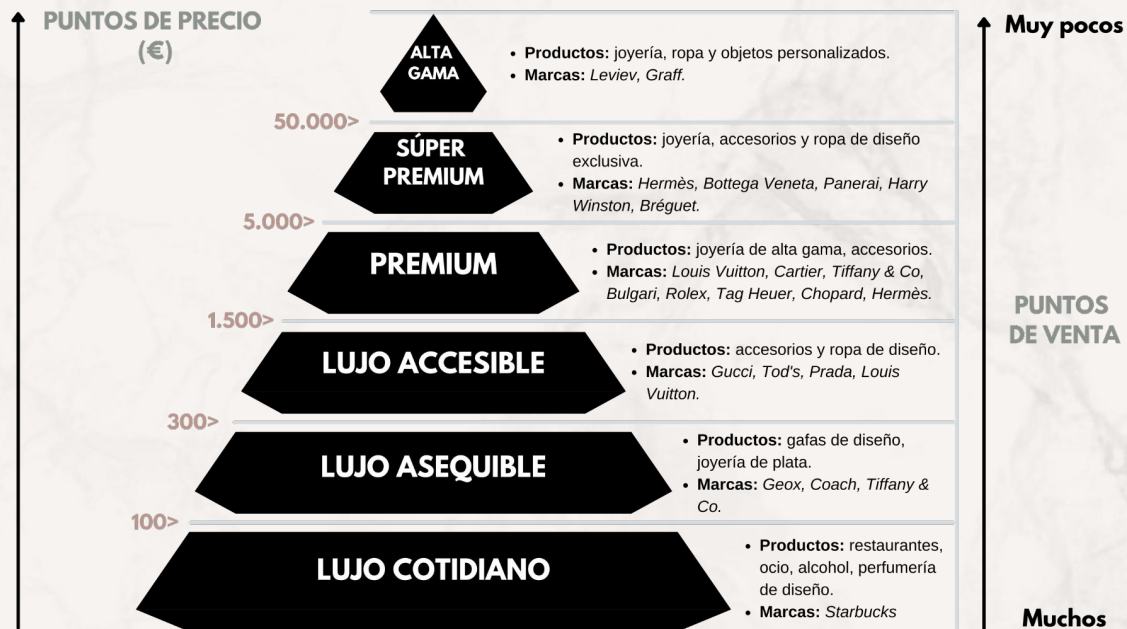 PUNTOS DE PRECIO
(€)
Muy pocos
ALTA
GAMA
• Productos: joyería, ropa y objetos personalizados.
• Marcas: Leviev, Graff.
50.000>
SÚPER
PREMIUM
• Productos: joyería, accesorios y ropa de diseño
exclusiva.
• Marcas: Hermès, Bottega Veneta, Panerai, Harry
Winston, Bréguet.
5.000>
PREMIUM
• Productos: joyería de alta gama, accesorios.
• Marcas: Louis Vuitton, Cartier, Tiffany & Co,
Bulgari, Rolex, Tag Heuer, Chopard, Hermès.
PUNTOS
DE VENTA
1.500>
LUJO ACCESIBLE
• Productos: accesorios y ropa de diseño.
• Marcas: Gucci, Tod's, Prada, Louis
Vuitton.
300>
LUJO ASEQUIBLE
• Productos: gafas de diseño,
joyería de plata.
• Marcas: Geox, Coach, Tiffany &
Co.
100>
LUJO COTIDIANO
• Productos: restaurantes,
ocio, alcohol, perfumería
de diseño.
• Marcas: Starbucks
Muchos